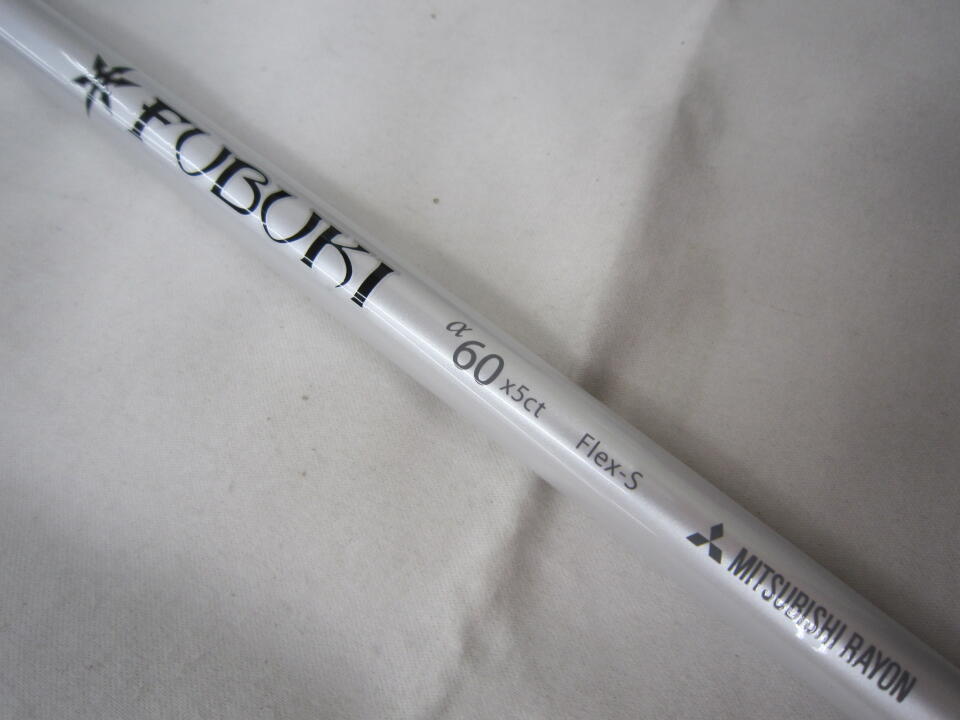 FUBUKI
α 60 x5ct Flex-S
MITSUBISHI RAYON